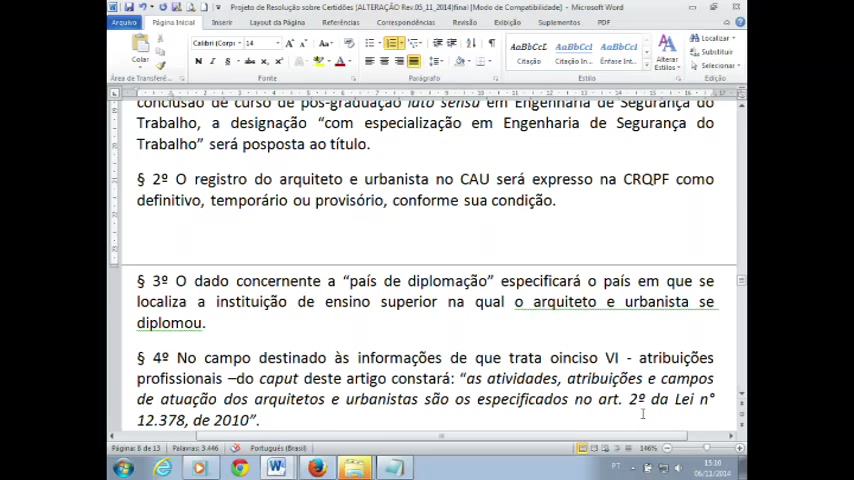 Projeto de Resolução sobre Certidões (ALTERAÇÃO Rev.05_11_2014)final [Modo de Compatibilidade] - Microsoft Word
Arquivo Página Inicial Inserir Layout da Página Referências Correspondências Revisão Exibição Suplementos PDF
Calibri (Corpo) 14
Colar
AaBbCcL AaBbCcL AaBbCcL
Citação Citação In... Ênfase Int...
Alterar Estilos
Localizar
Substituir
Selecionar
Área de Transferê... Fonte Parágrafo Estilo Edição
conclusão de curso de pós-graduação lato sensu em Engenharia de Segurança do
Trabalho, a designação “com especialização em Engenharia de Segurança do
Trabalho” será posposta ao título.
§ 2º O registro do arquiteto e urbanista no CAU será expresso na CRQPF como
definitivo, temporário ou provisório, conforme sua condição.
§ 3º O dado concernente a “país de diplomação” especificará o país em que se
localiza a instituição de ensino superior na qual o arquiteto e urbanista se
diplomou.
§ 4º No campo destinado às informações de que trata oinciso VI - atribuições
profissionais –do caput deste artigo constará: “as atividades, atribuições e campos
de atuação dos arquitetos e urbanistas são os especificados no art. 2º da Lei n°
12.378, de 2010”.
Página: 8 de 13 Palavras: 3.446 Português (Brasil) 146%
PT 15:10
06/11/2014